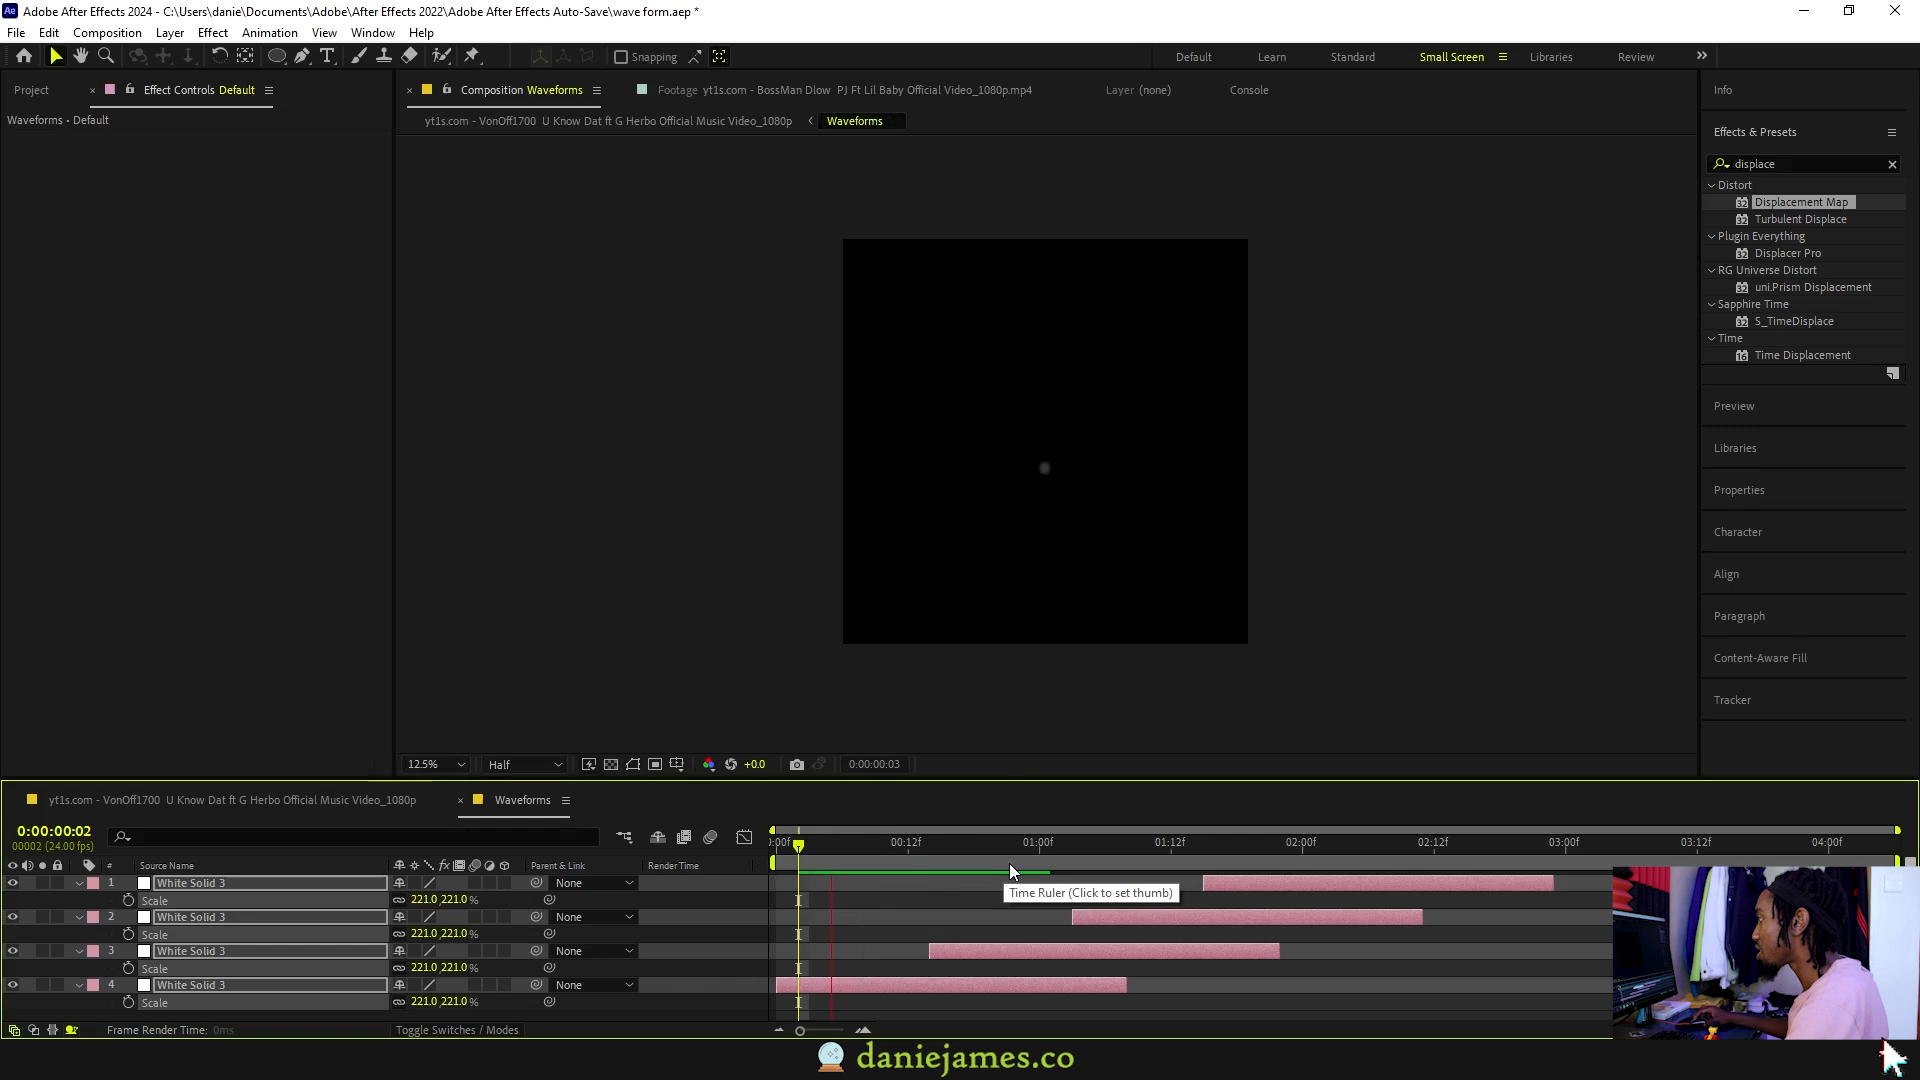 Adobe After Effects 2024 - C:\Users\danie\Documents\Adobe\After Effects 2022\Adobe After Effects Auto-Save\wave form.aep *
File Edit Composition Layer Effect Animation View Window Help
Snapping Default Learn Standard Small Screen Libraries Review
Project Effect Controls Default Composition Waveforms Footage yt1s.com - BossMan Dlow PJ Ft Lil Baby Official Video_1080p.mp4 Layer (none) Console Info
Waveforms • Default yt1s.com - VonOff1700 U Know Dat ft G Herbo Official Music Video_1080p Waveforms
Effects & Presets
displace
Distort
Displacement Map
Turbulent Displace
Plugin Everything
Displacer Pro
RG Universe Distort
uni.Prism Displacement
Sapphire Time
S_TimeDisplace
Time
Time Displacement
Preview
Libraries
Properties
Character
Align
Paragraph
Content-Aware Fill
Tracker
12.5% Half +0.0 0:00:00:03
yt1s.com - VonOff1700 U Know Dat ft G Herbo Official Music Video_1080p Waveforms
0:00:00:02
00002 (24.00 fps)
:00f 00:12f 01:00f 01:12f 02:00f 02:12f 03:00f 03:12f 04:00f
# Source Name fx Parent & Link Render Time
1 White Solid 3 None
Scale 221.0,221.0 %
2 White Solid 3 None
Scale 221.0,221.0 %
3 White Solid 3 None
Scale 221.0,221.0 %
4 White Solid 3 None
Scale 221.0,221.0 %
Time Ruler (Click to set thumb)
Frame Render Time: 0ms Toggle Switches / Modes
daniejames.co